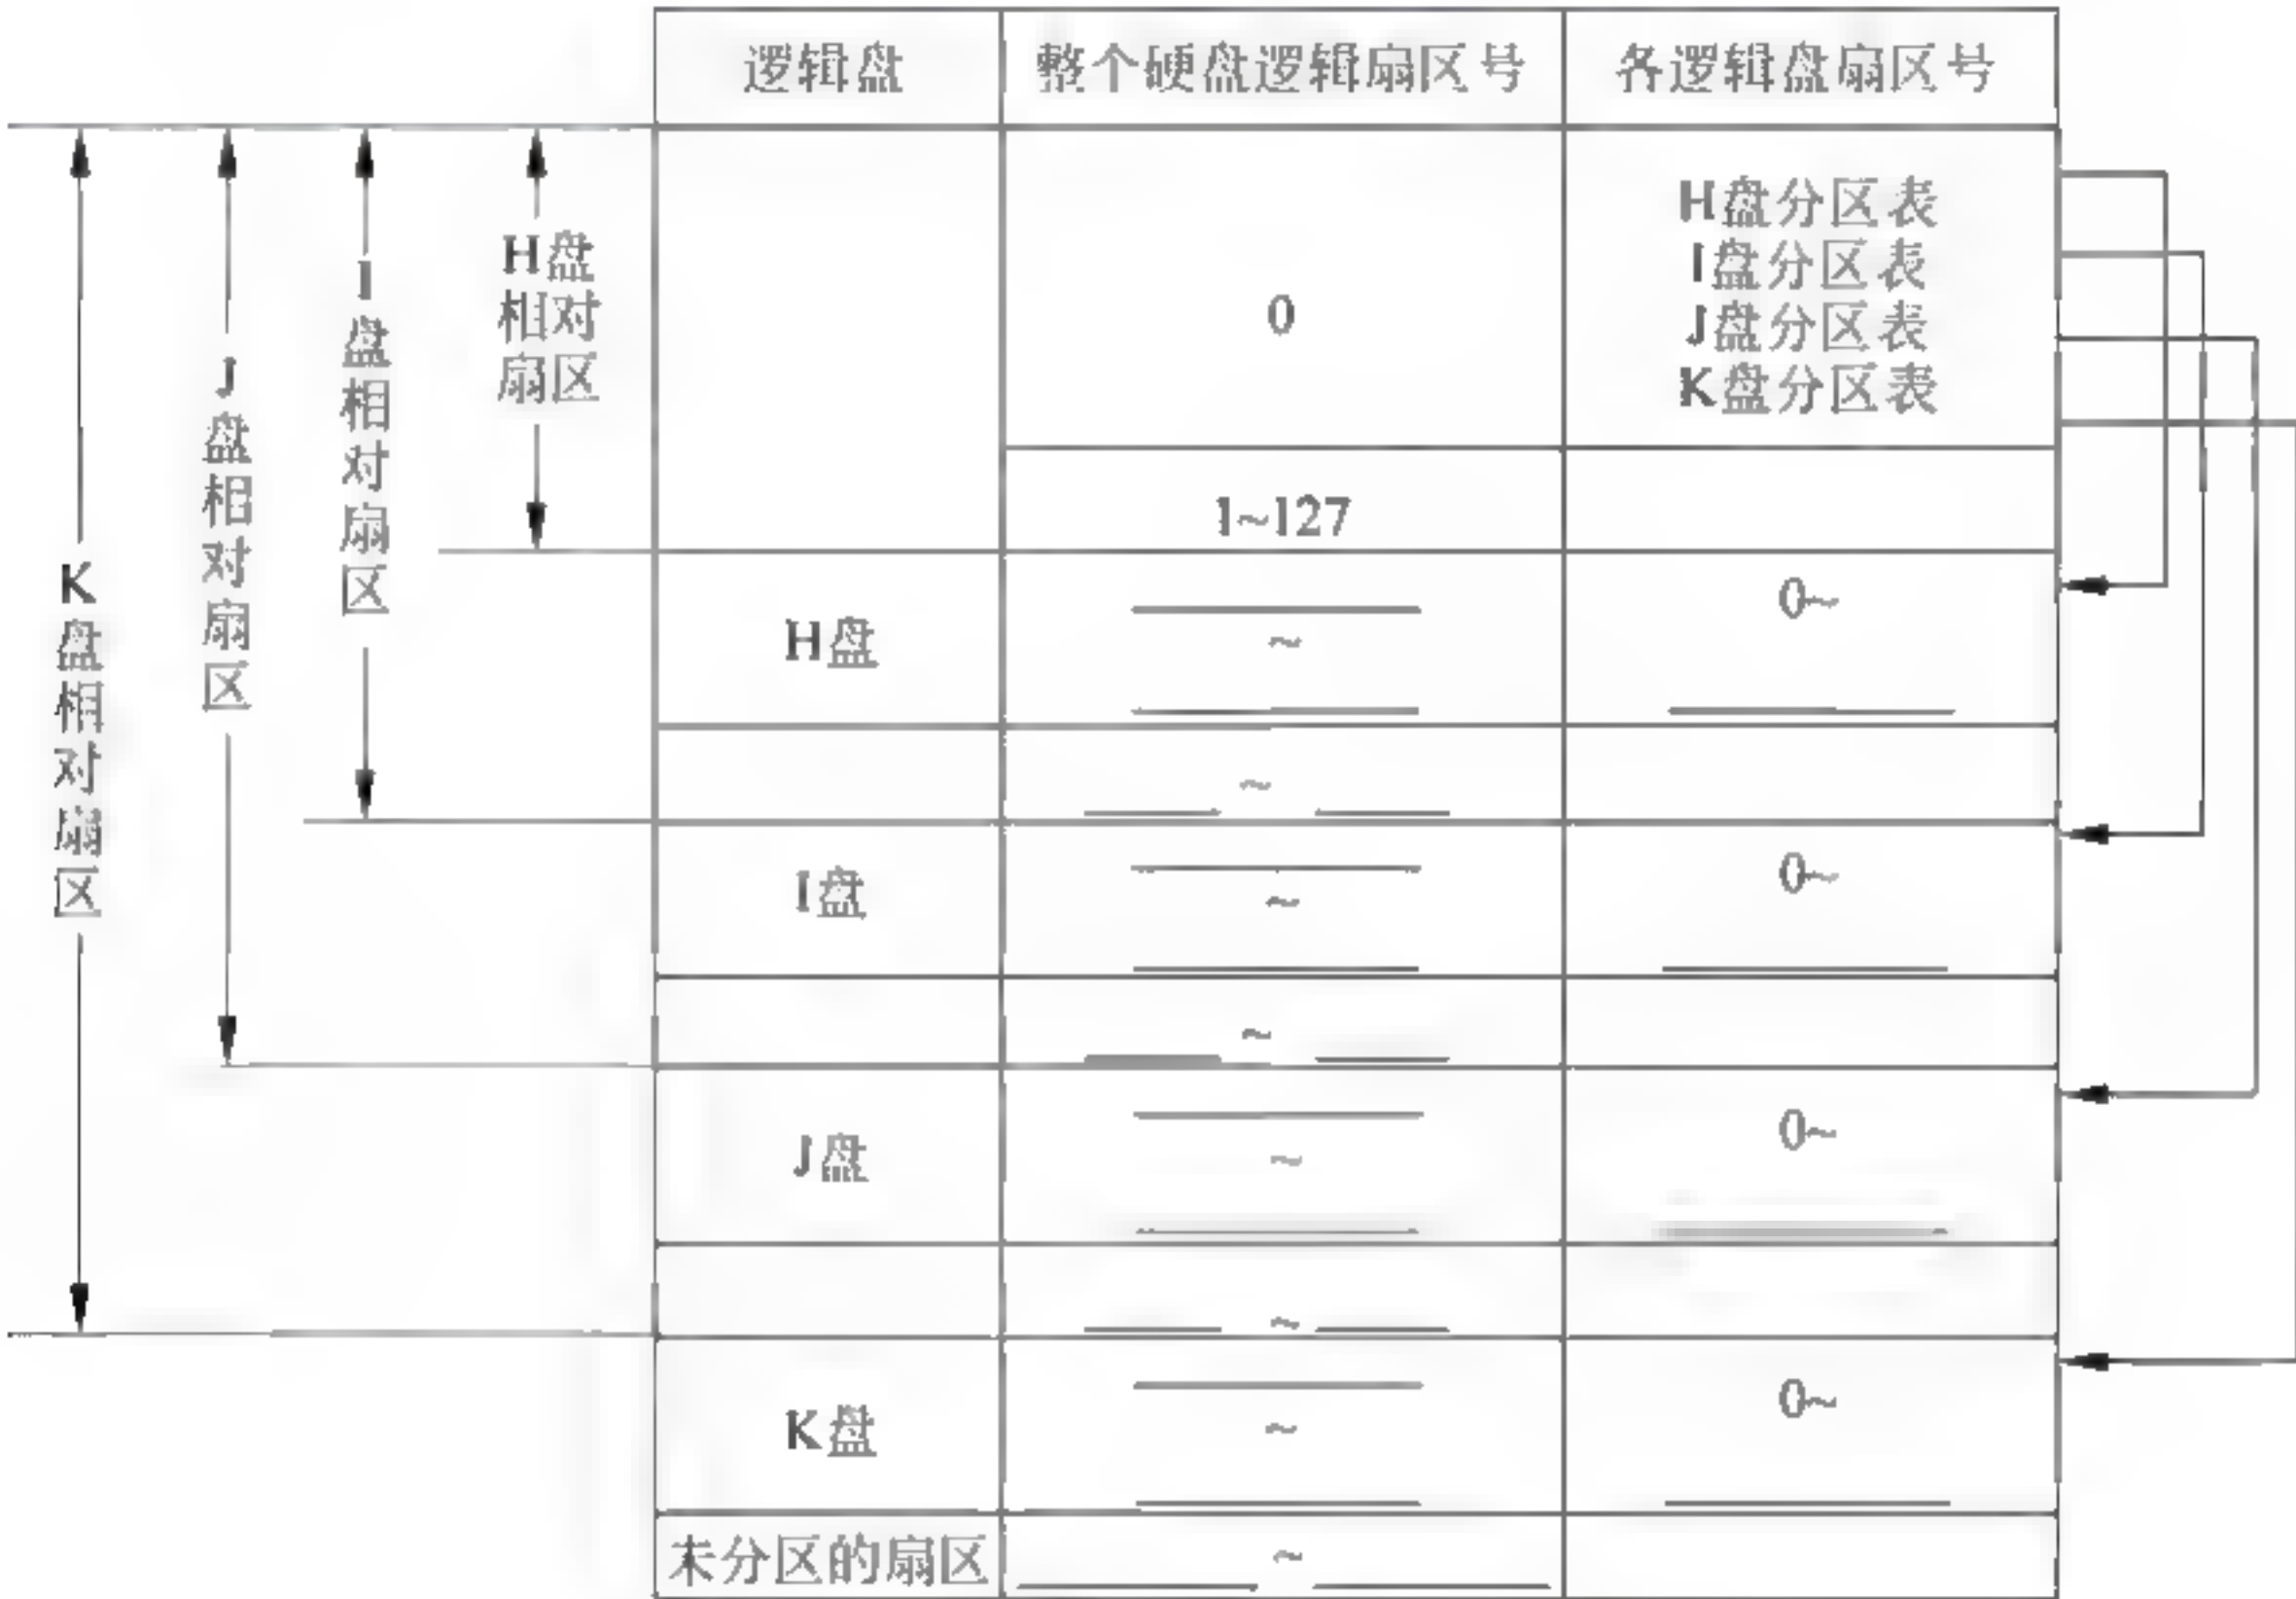 逻辑盘 整个硬盘逻辑扇区号 各逻辑盘扇区号
K盘相对扇区
J盘相对扇区
I盘相对扇区
H盘
相对
扇区
0
H盘分区表
I盘分区表
J盘分区表
K盘分区表
1~127
H盘
~
0~
~
I盘
~
0~
~
J盘
~
0~
~
K盘
~
0~
未分区的扇区 ~